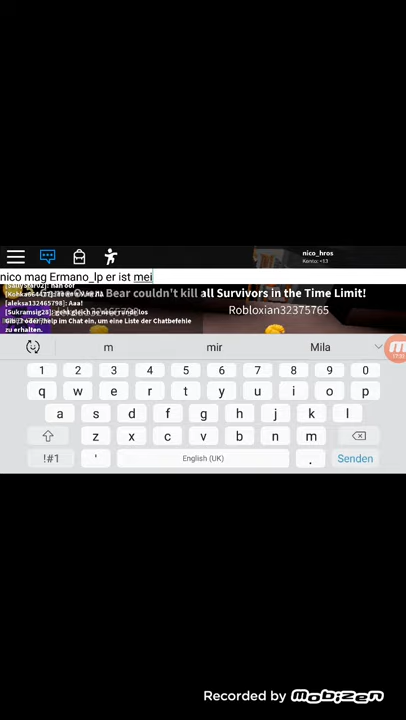 nico_hros
Konto: <13
nico mag Ermano_lp er ist mei
[SallyStar02]: nah oof
[aleksa132465798]: Aaa!
[Sukramsig28]: geht gleich ne neue runde los
Gib /? oder /help im Chat ein, um eine Liste der Chatbefehle
zu erhalten.
Bear couldn't kill all Survivors in the Time Limit!
Robloxian32375765
m mir Mila
1 2 3 4 5 6 7 8 9 0
q w e r t y u i o p
a s d f g h j k l
z x c v b n m
!#1 ' English (UK) . Senden
Recorded by mobizen